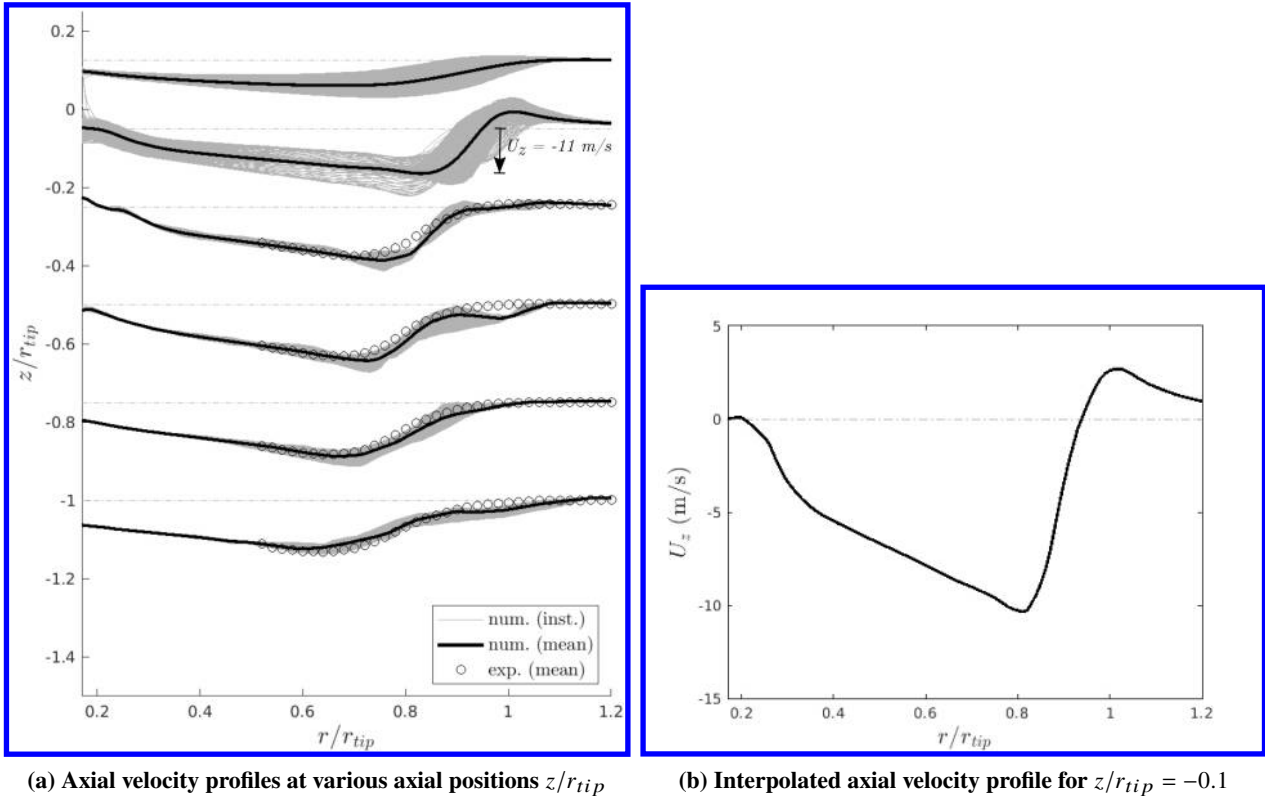 0.2
0
-0.2
-0.4
-0.6
-0.8
-1
-1.2
-1.4
z/r_tip
U_z = -11 m/s
num. (inst.)
num. (mean)
exp. (mean)
0.2 0.4 0.6 0.8 1 1.2
r/r_tip
5
0
-5
-10
-15
U_z (m/s)
0.2 0.4 0.6 0.8 1 1.2
r/r_tip
(a) Axial velocity profiles at various axial positions z/r_tip
(b) Interpolated axial velocity profile for z/r_tip = −0.1